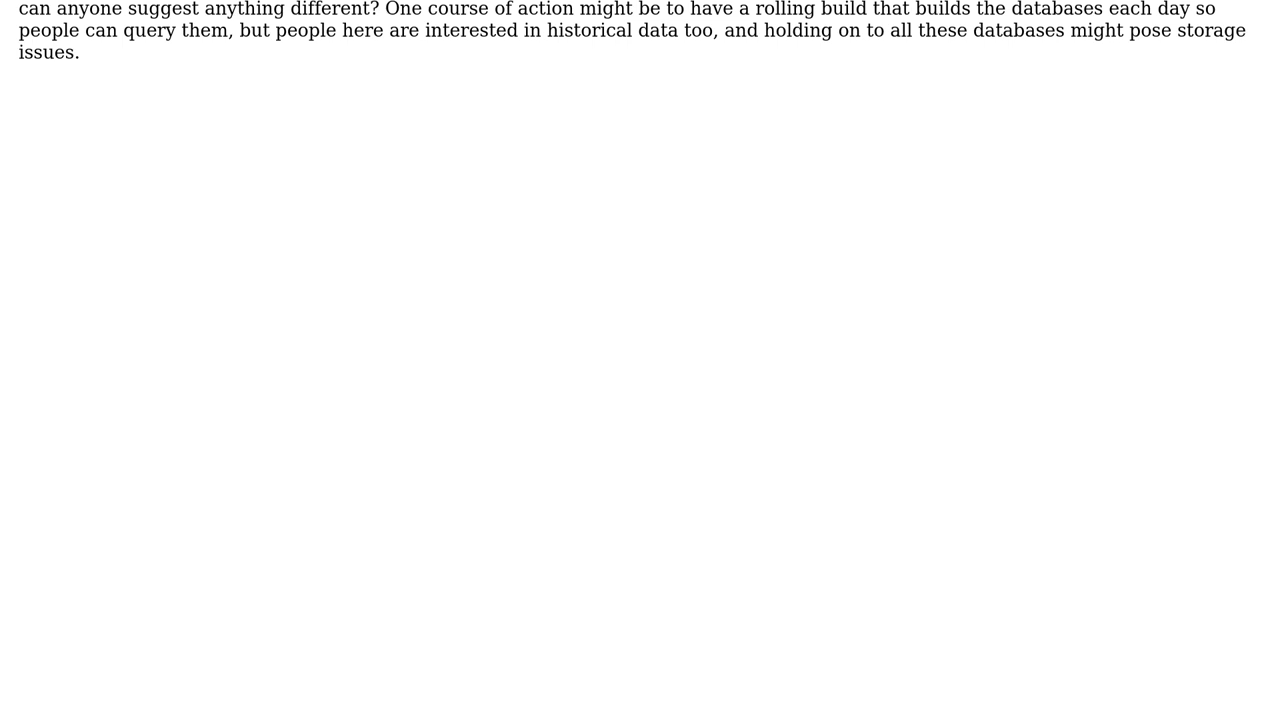 can anyone suggest anything different? One course of action might be to have a rolling build that builds the databases each day so
people can query them, but people here are interested in historical data too, and holding on to all these databases might pose storage
issues.